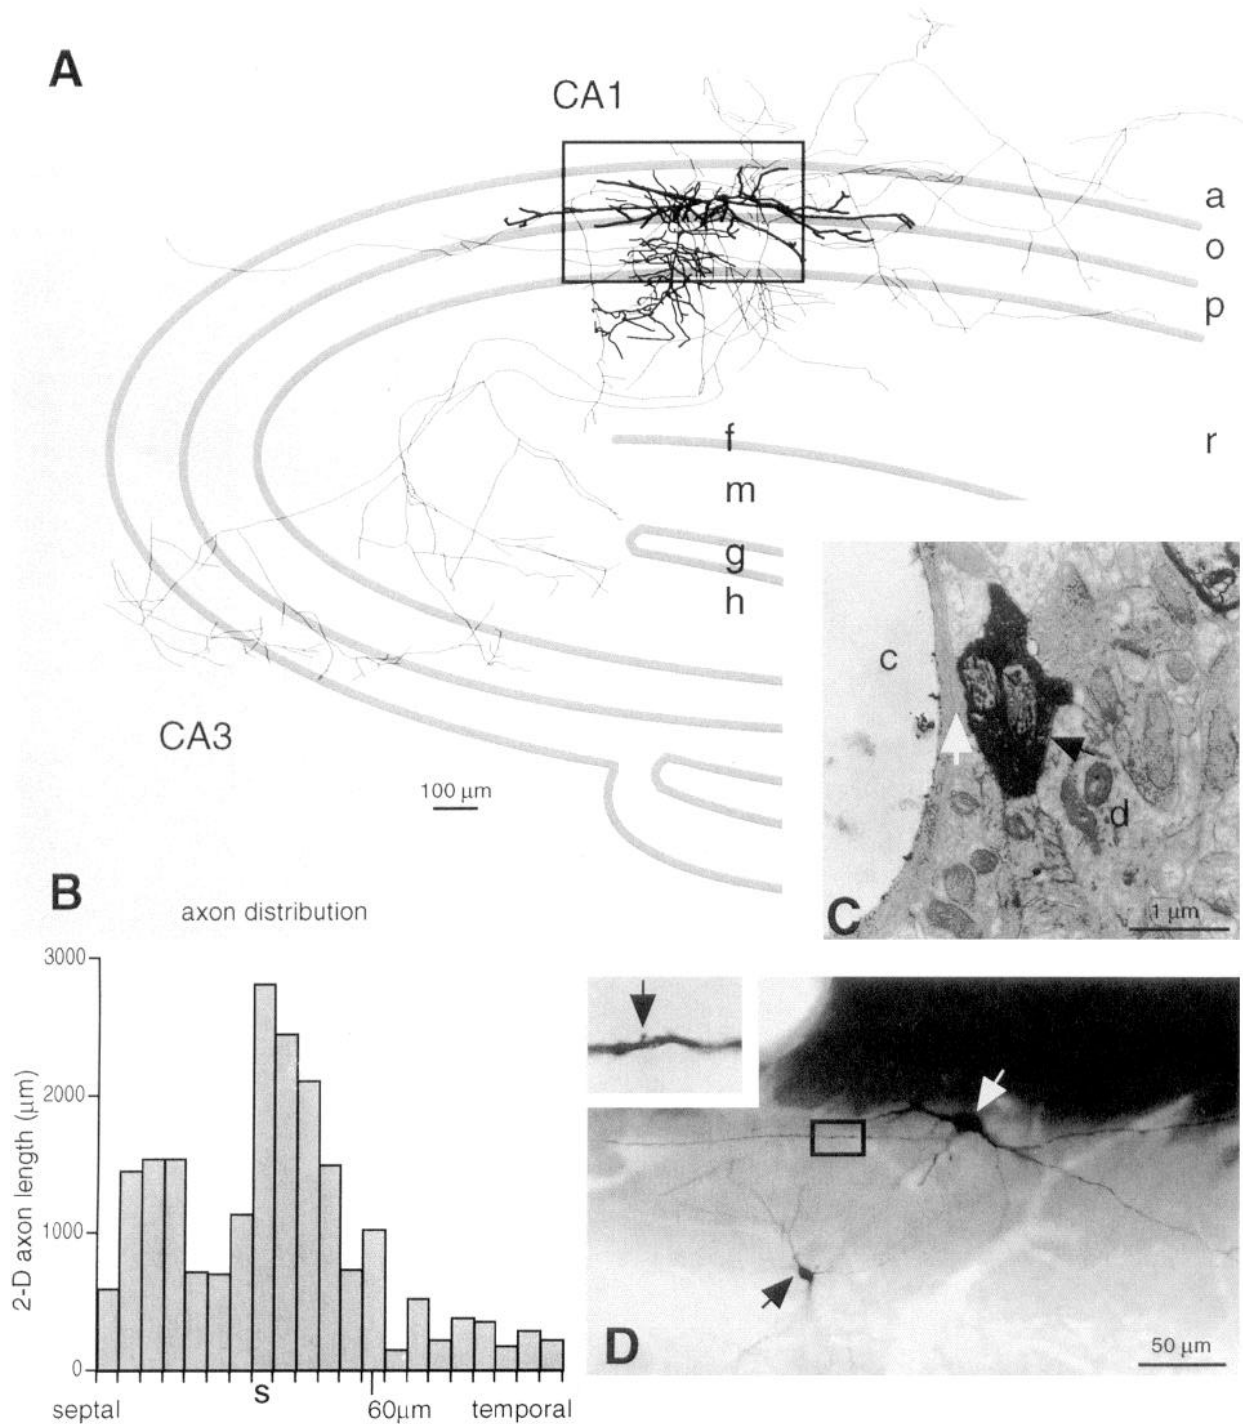 A
CA1
a
o
p
f
r
m
g
h
CA3
100 μm
c
d
C
1 μm
B
axon distribution
2-D axon length (μm)
3000
2000
1000
0
s
septal
60μm
temporal
D
50 μm